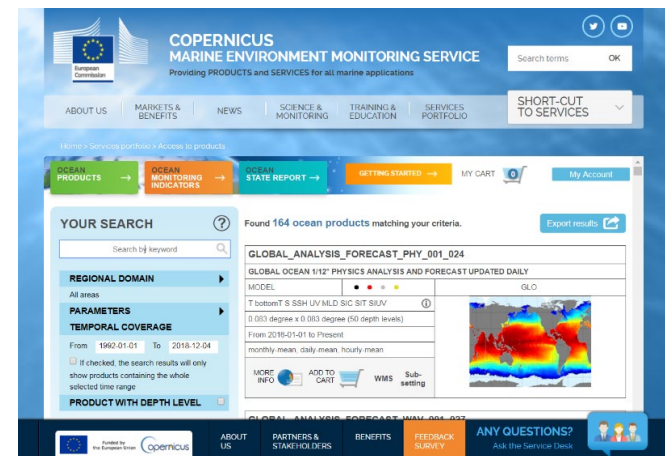 European
Commission
COPERNICUS
MARINE ENVIRONMENT MONITORING SERVICE
Providing PRODUCTS and SERVICES for all marine applications
Search terms OK
ABOUT US
MARKETS &
BENEFITS
NEWS
SCIENCE &
MONITORING
TRAINING &
EDUCATION
SERVICES
PORTFOLIO
SHORT-CUT
TO SERVICES
Home > Services portfolio > Access to products
OCEAN
PRODUCTS →
OCEAN
MONITORING →
INDICATORS
OCEAN
STATE REPORT →
GETTING STARTED →
MY CART 0
My Account
YOUR SEARCH ?
Search by keyword
REGIONAL DOMAIN
All areas
PARAMETERS
TEMPORAL COVERAGE
From 1992-01-01 To 2018-12-04
If checked, the search results will only
show products containing the whole
selected time range
PRODUCT WITH DEPTH LEVEL
Found 164 ocean products matching your criteria.
Export results
GLOBAL_ANALYSIS_FORECAST_PHY_001_024
GLOBAL OCEAN 1/12° PHYSICS ANALYSIS AND FORECAST UPDATED DAILY
MODEL
GLO
T bottomT S SSH UV MLD SIC SIT SIUV
0.083 degree x 0.083 degree (50 depth levels)
From 2016-01-01 to Present
monthly-mean, daily-mean, hourly-mean
MORE
INFO
ADD TO
CART
WMS
Sub-
setting
GLOBAL_ANALYSIS_FORECAST_WAV_001_027
Funded by
the European Union
opernicus
ABOUT
US
PARTNERS &
STAKEHOLDERS
BENEFITS
FEEDBACK
SURVEY
ANY QUESTIONS?
Ask the Service Desk